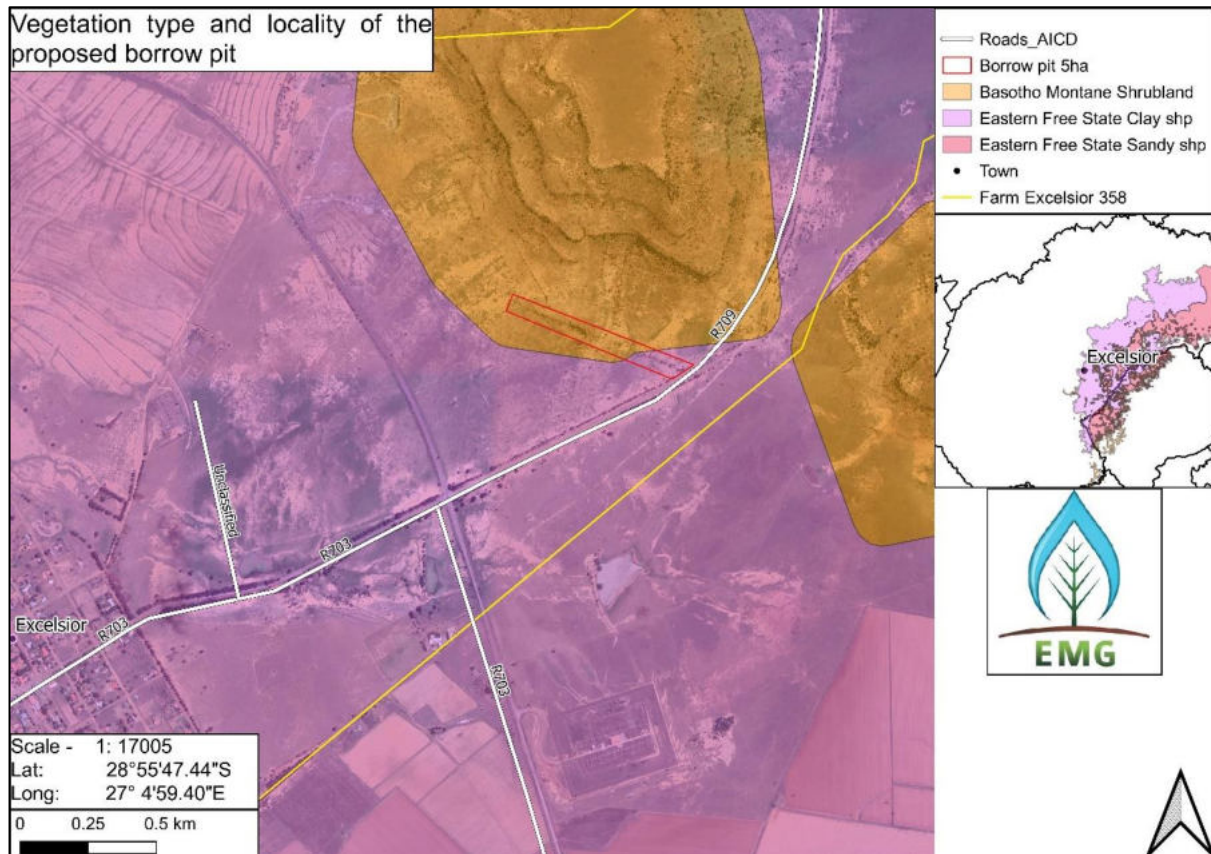 Vegetation type and locality of the
proposed borrow pit
Roads_AICD
Borrow pit 5ha
Basotho Montane Shrubland
Eastern Free State Clay shp
Eastern Free State Sandy shp
Town
Farm Excelsior 358
R709
Unclassified
R703
R703
Excelsior
R703
Excelsior
EMG
Scale - 1: 17005
Lat: 28°55'47.44"S
Long: 27° 4'59.40"E
0 0.25 0.5 km